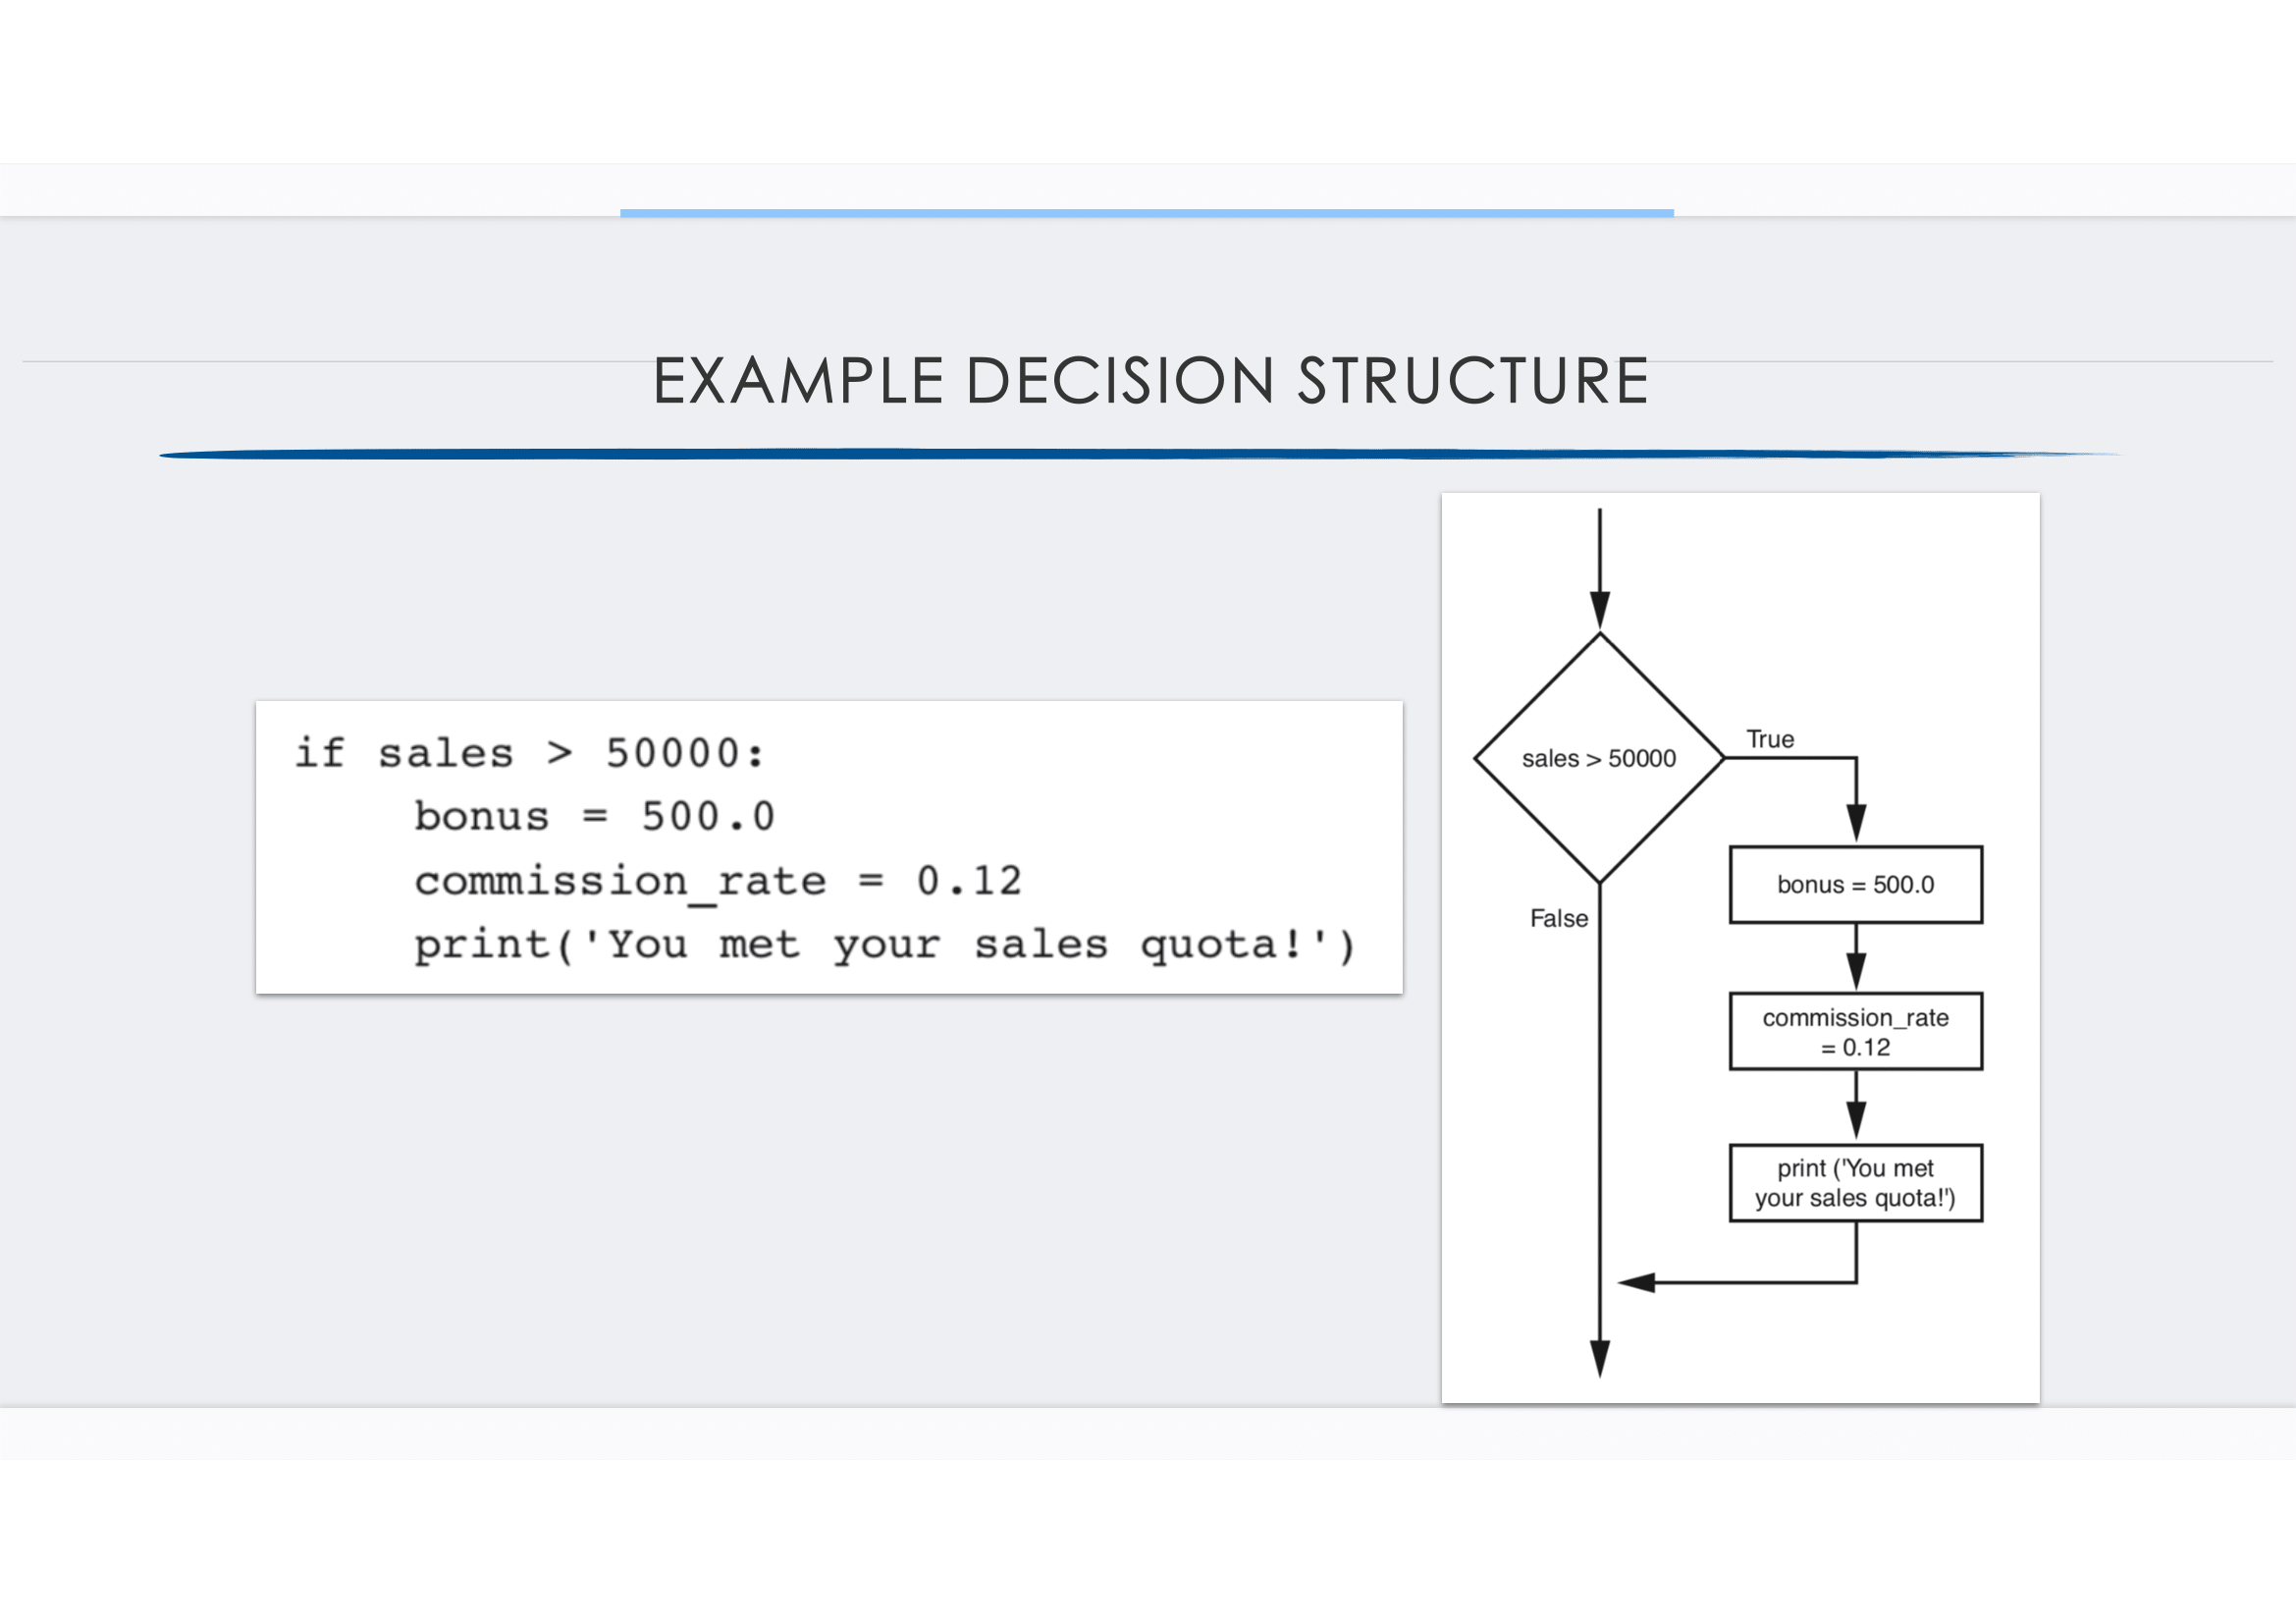 EXAMPLE DECISION STRUCTURE
if sales > 50000:
    bonus = 500.0
    commission_rate = 0.12
    print('You met your sales quota!')
sales > 50000
True
False
bonus = 500.0
commission_rate
= 0.12
print ('You met
your sales quota!')